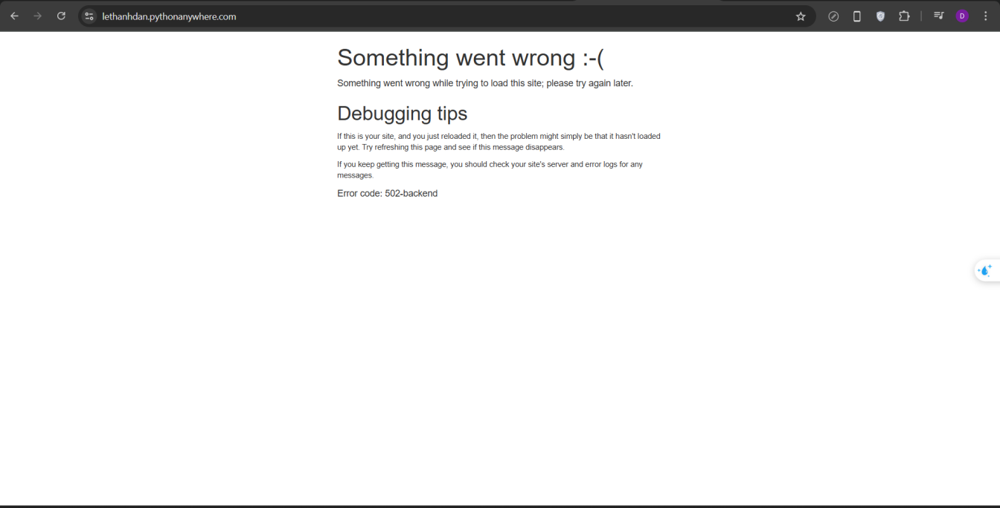 lethanhdan.pythonanywhere.com
D
Something went wrong :-(
Something went wrong while trying to load this site; please try again later.
Debugging tips
If this is your site, and you just reloaded it, then the problem might simply be that it hasn't loaded
up yet. Try refreshing this page and see if this message disappears.
If you keep getting this message, you should check your site's server and error logs for any
messages.
Error code: 502-backend